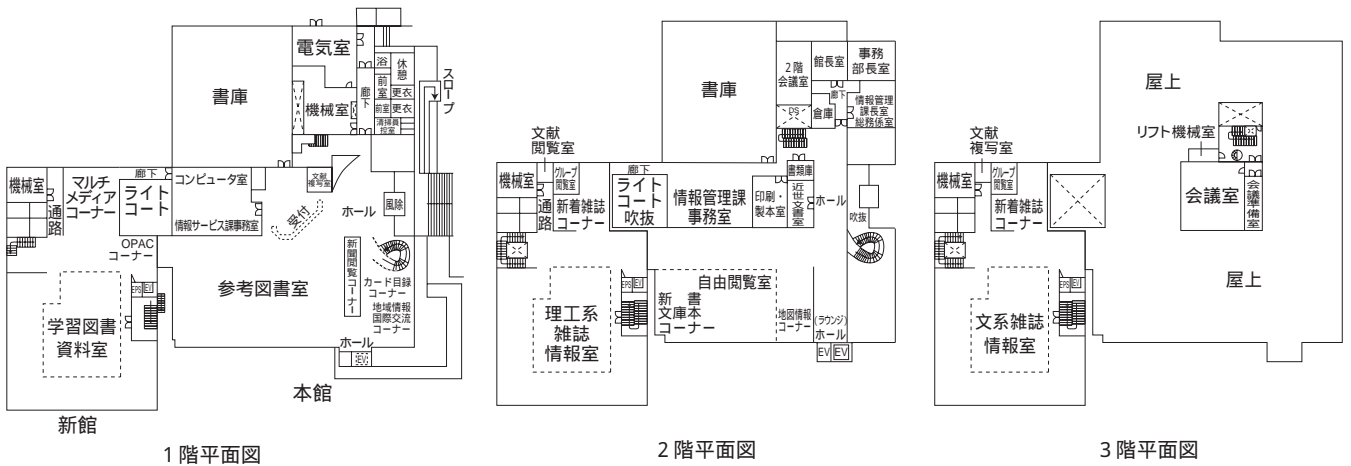 電気室
浴
休憩
前室
更衣
廊下
書庫
機械室
前室
更衣
清掃員
控室
スロープ
機械室
マルチ
メディア
コーナー
通路
廊下
ライト
コート
コンピュータ室
情報サービス課事務室
文献
複写室
受付
ホール
風除
OPAC
コーナー
新聞閲覧コーナー
カード目録
コーナー
地域情報
国際交流
コーナー
参考図書室
EPS
EV
学習図書
資料室
ホール
EV
本館
新館
1階平面図
書庫
2階
会議室
館長室
事務
部長室
廊下
情報管理
課長室
総務係室
PS
倉庫
文献
閲覧室
機械室
グループ
閲覧室
通路
新着雑誌
コーナー
廊下
ライト
コート
吹抜
情報管理課
事務室
書類庫
印刷・
製本室
近世文書室
ホール
吹抜
自由閲覧室
新書
文庫本
コーナー
地図情報
コーナー
(ラウンジ)
ホール
EPS
EV
理工系
雑誌
情報室
EV
EV
2階平面図
屋上
リフト機械室
文献
複写室
機械室
グループ
閲覧室
通路
新着雑誌
コーナー
会議室
会議準備室
屋上
EPS
EV
文系雑誌
情報室
3階平面図